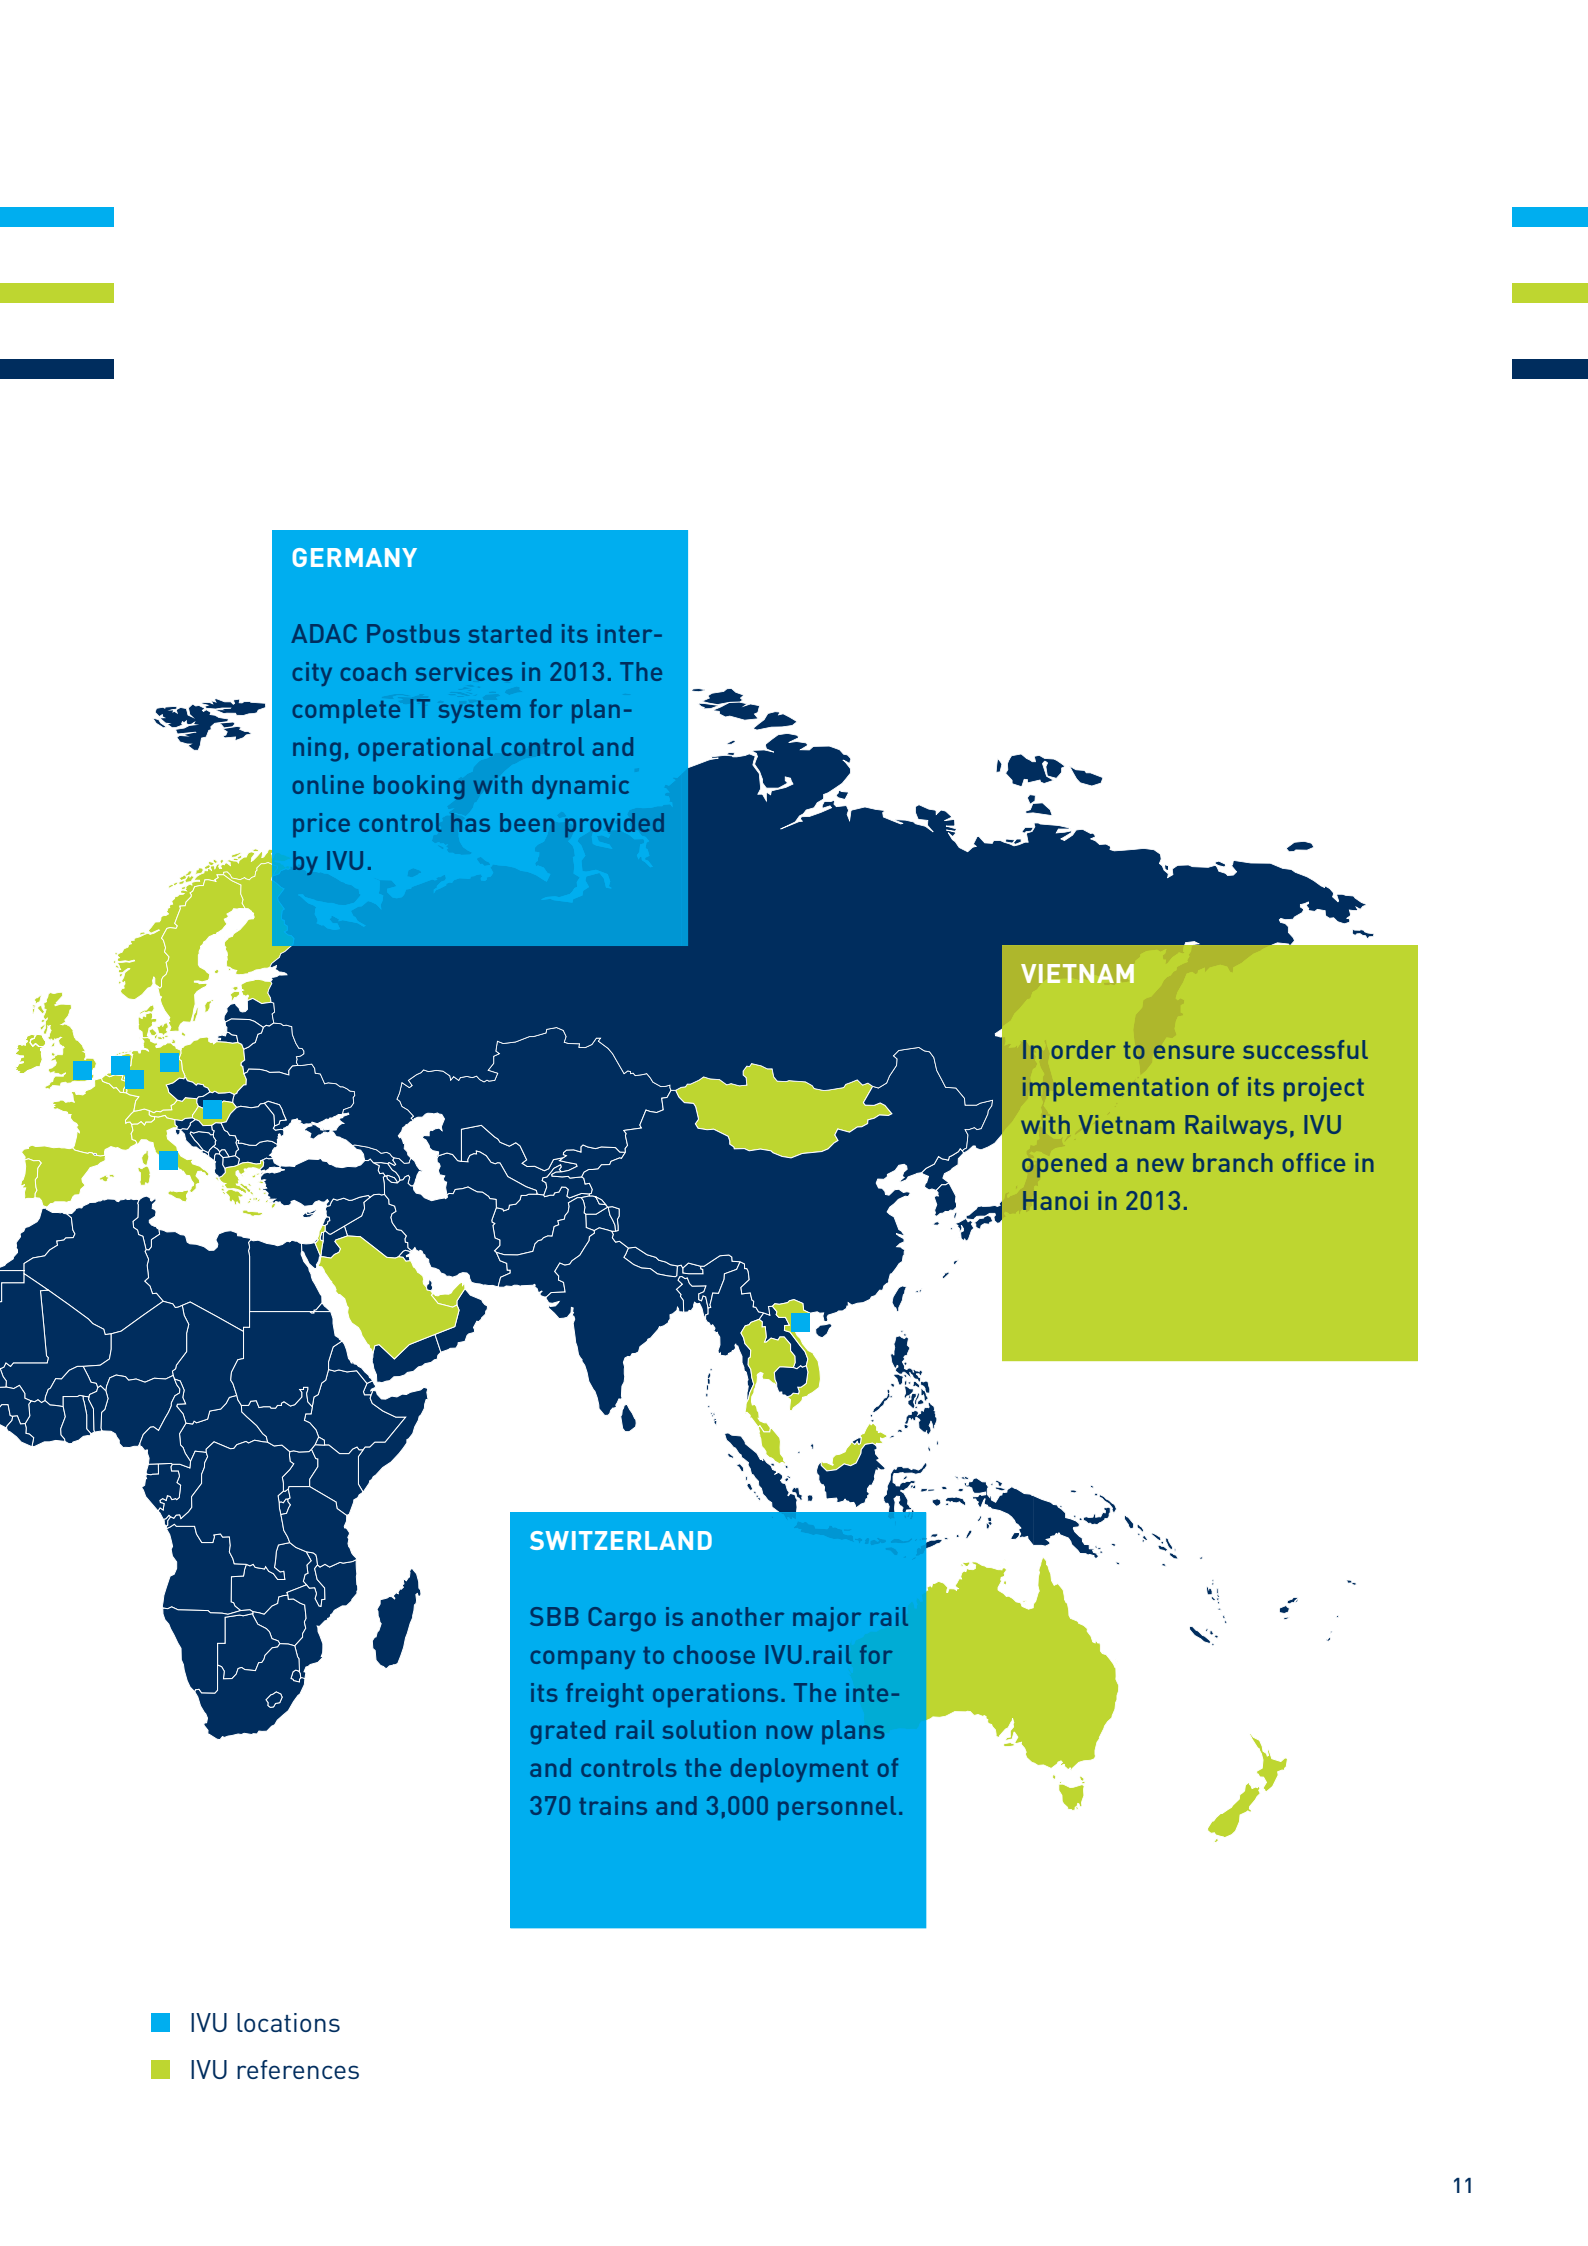 GERMANY
ADAC Postbus started its inter-
city coach services in 2013. The
complete IT system for plan-
ning, operational control and
online booking with dynamic
price control has been provided
by IVU.
VIETNAM
In order to ensure successful
implementation of its project
with Vietnam Railways, IVU
opened a new branch office in
Hanoi in 2013.
SWITZERLAND
SBB Cargo is another major rail
company to choose IVU.rail for
its freight operations. The inte-
grated rail solution now plans
and controls the deployment of
370 trains and 3,000 personnel.
IVU locations
IVU references
11